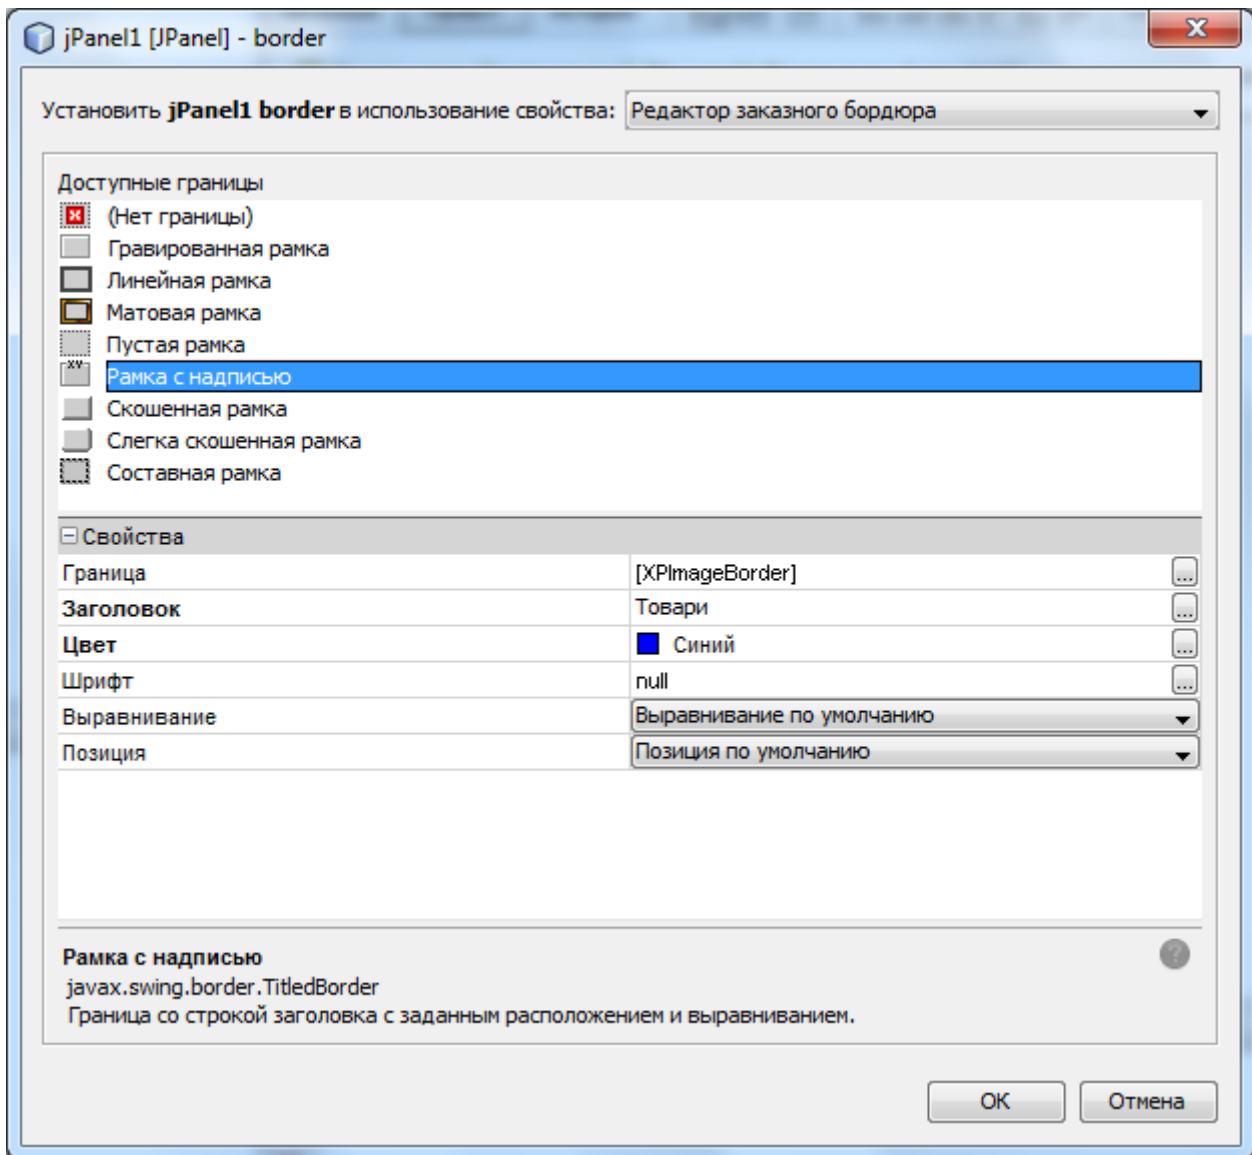 jPanel1 [JPanel] - border
Установить jPanel1 border в использование свойства: Редактор заказного бордюра
Доступные границы
(Нет границы)
Гравированная рамка
Линейная рамка
Матовая рамка
Пустая рамка
XY
Рамка с надписью
Скошенная рамка
Слегка скошенная рамка
Составная рамка
Свойства
Граница [XPImageBorder] ...
Заголовок Товари ...
Цвет Синий ...
Шрифт null ...
Выравнивание Выравнивание по умолчанию
Позиция Позиция по умолчанию
Рамка с надписью ?
javax.swing.border.TitledBorder
Граница со строкой заголовка с заданным расположением и выравниванием.
OK Отмена